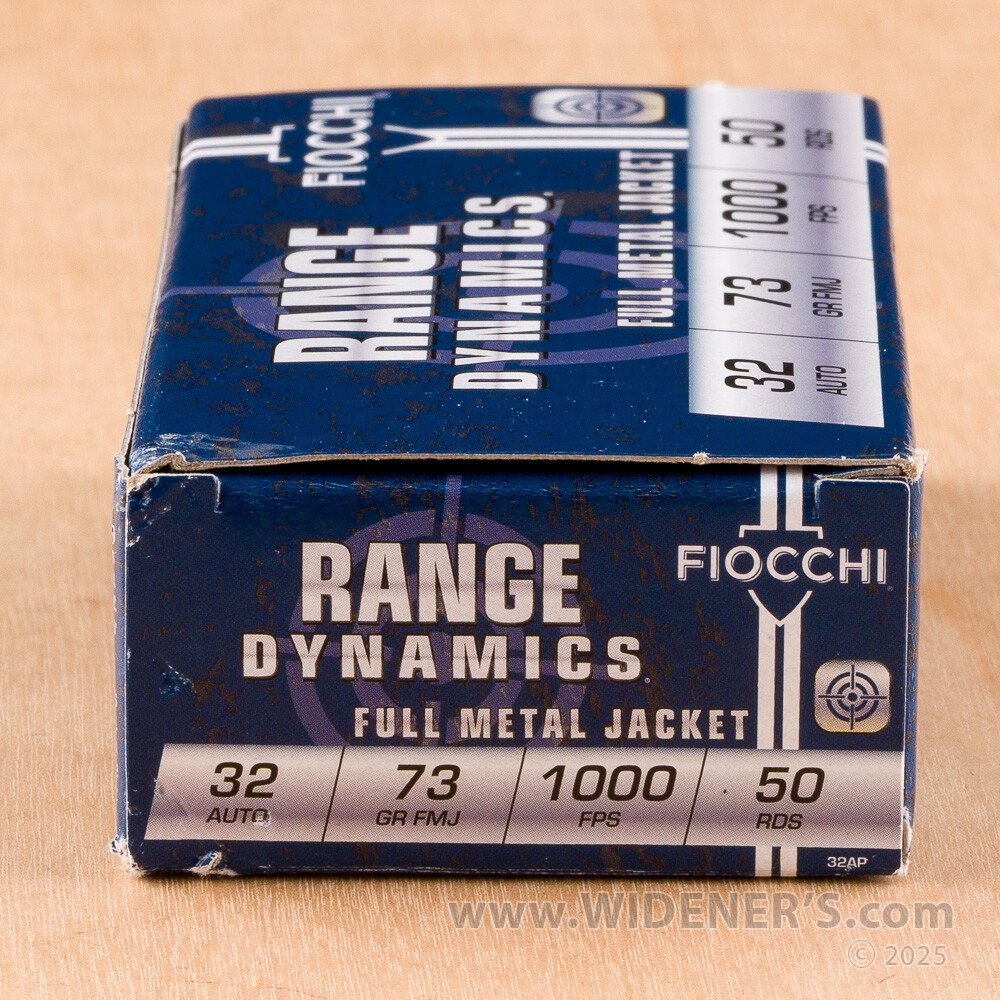 FIOCCHI
RANGE
DYNAMICS
FULL METAL JACKET
32 73 1000 50
AUTO GR FMJ FPS RDS
RANGE
DYNAMICS
FULL METAL JACKET
FIOCCHI
32 73 1000 50
AUTO GR FMJ FPS RDS
32AP
www.WIDENER'S.com
© 2025